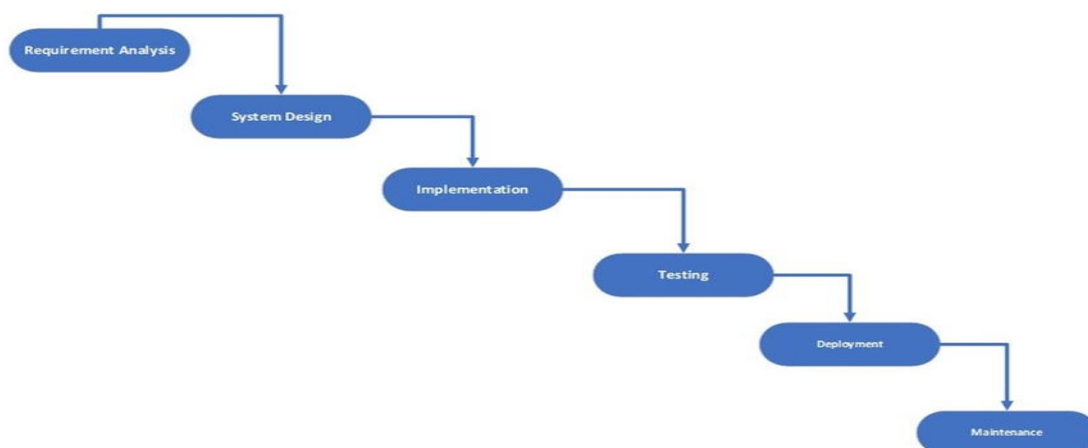 Requirement Analysis
System Design
Implementation
Testing
Deployment
Maintenance